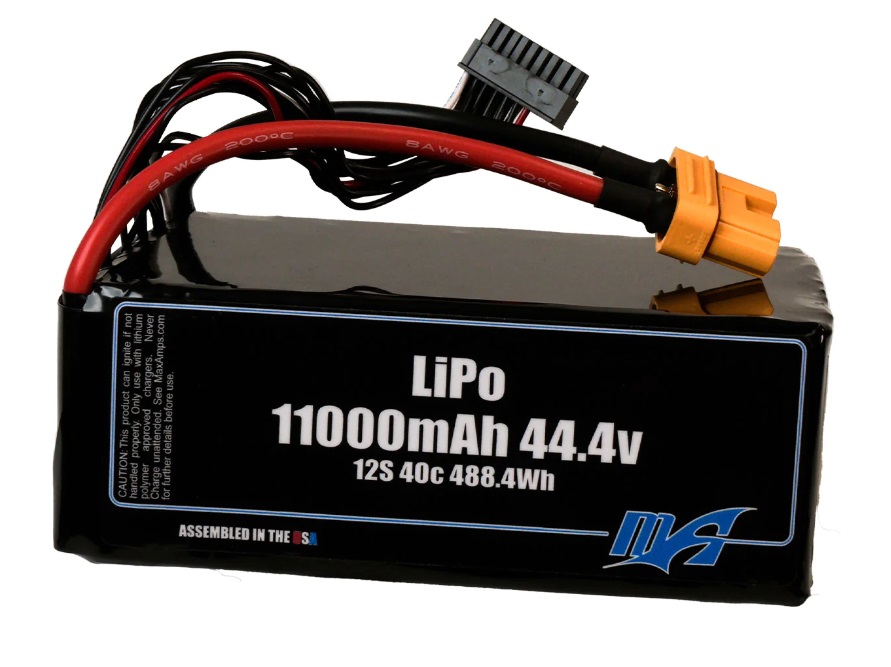 8AWG 200°C 8AWG 200°C
CAUTION: This product can ignite if not
handled properly. Only use with lithium
polymer approved chargers. Never
Charge unattended. See MaxAmps.com
for further details before use.
LiPo
11000mAh 44.4v
12S 40c 488.4Wh
ASSEMBLED IN THE USA
MA